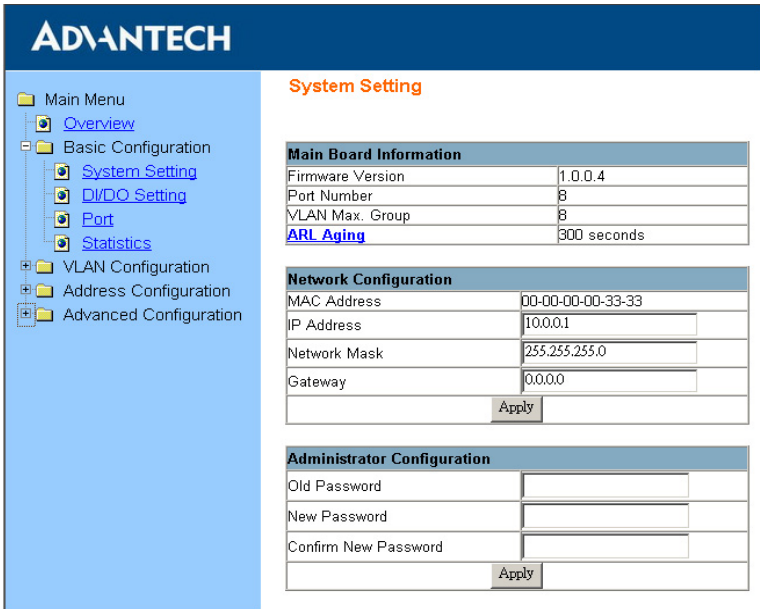 ADVANTECH
Main Menu
Overview
Basic Configuration
System Setting
DI/DO Setting
Port
Statistics
VLAN Configuration
Address Configuration
Advanced Configuration
System Setting
Main Board Information
Firmware Version 1.0.0.4
Port Number 8
VLAN Max. Group 8
ARL Aging 300 seconds
Network Configuration
MAC Address 00-00-00-00-33-33
IP Address 10.0.0.1
Network Mask 255.255.255.0
Gateway 0.0.0.0
Apply
Administrator Configuration
Old Password
New Password
Confirm New Password
Apply